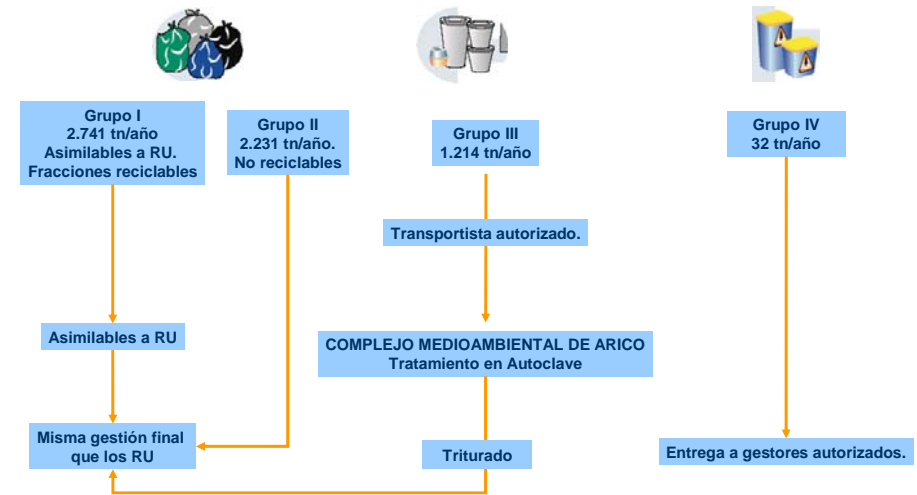 Grupo I
2.741 tn/año
Asimilables a RU.
Fracciones reciclables
Grupo II
2.231 tn/año.
No reciclables
Grupo III
1.214 tn/año
Grupo IV
32 tn/año
Transportista autorizado.
Asimilables a RU
COMPLEJO MEDIOAMBIENTAL DE ARICO
Tratamiento en Autoclave
Misma gestión final
que los RU
Triturado
Entrega a gestores autorizados.